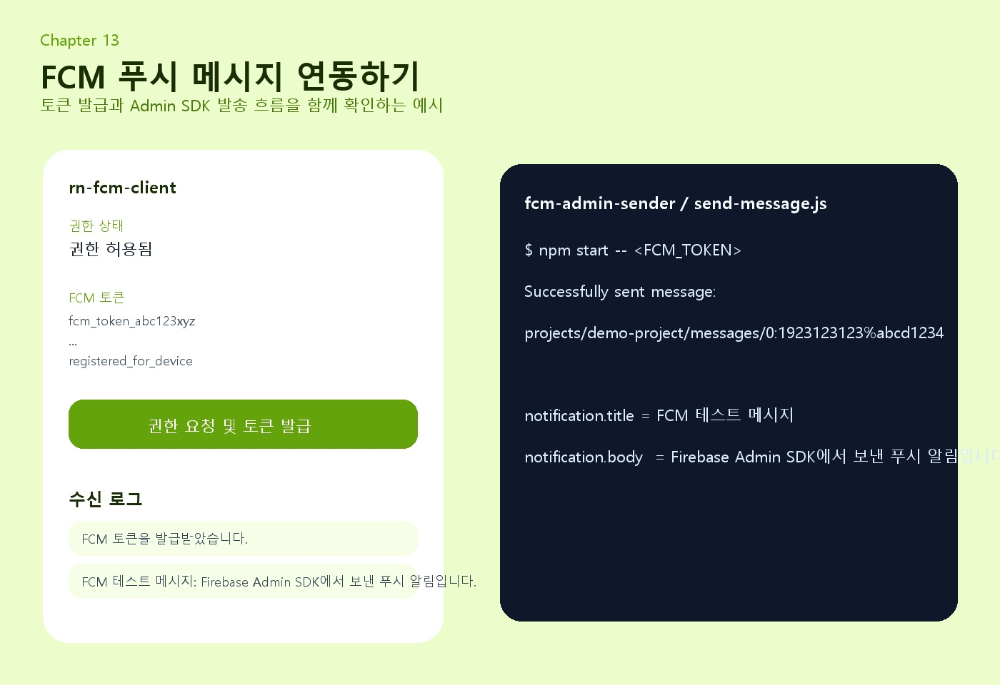 Chapter 13
FCM 푸시 메시지 연동하기
토큰 발급과 Admin SDK 발송 흐름을 함께 확인하는 예시
rn-fcm-client
권한 상태
권한 허용됨
FCM 토큰
fcm_token_abc123xyz
...
registered_for_device
권한 요청 및 토큰 발급
수신 로그
FCM 토큰을 발급받았습니다.
FCM 테스트 메시지: Firebase Admin SDK에서 보낸 푸시 알림입니다.
fcm-admin-sender / send-message.js
$ npm start -- <FCM_TOKEN>
Successfully sent message:
projects/demo-project/messages/0:1923123123%abcd1234
notification.title = FCM 테스트 메시지
notification.body = Firebase Admin SDK에서 보낸 푸시 알림입니다